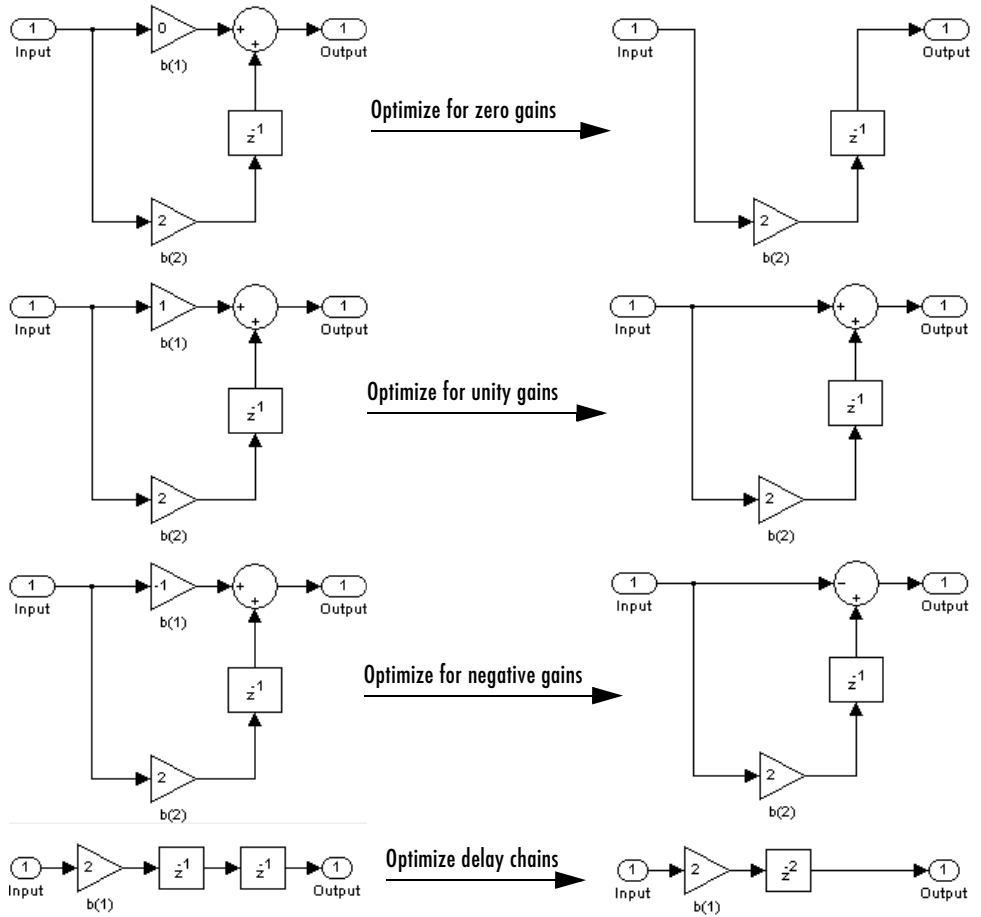 1 0 + + 1
Input b(1) Output
z-1
2
b(2)
Optimize for zero gains
1 1
Input Output
z-1
2
b(2)
1 1 + + 1
Input b(1) Output
z-1
2
b(2)
Optimize for unity gains
1 + + 1
Input Output
z-1
2
b(2)
1 -1 + + 1
Input b(1) Output
z-1
2
b(2)
Optimize for negative gains
1 − + 1
Input Output
z-1
2
b(2)
1 2 z-1 z-1 1
Input b(1) Output
Optimize delay chains
1 2 z-2 1
Input b(1) Output